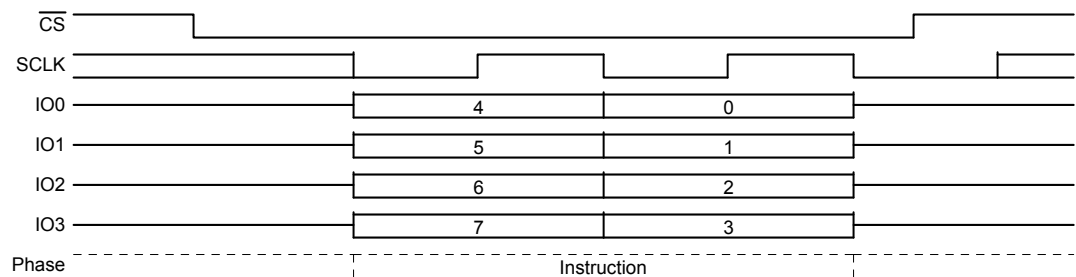 CS
SCLK
IO0 4 0
IO1 5 1
IO2 6 2
IO3 7 3
Phase Instruction